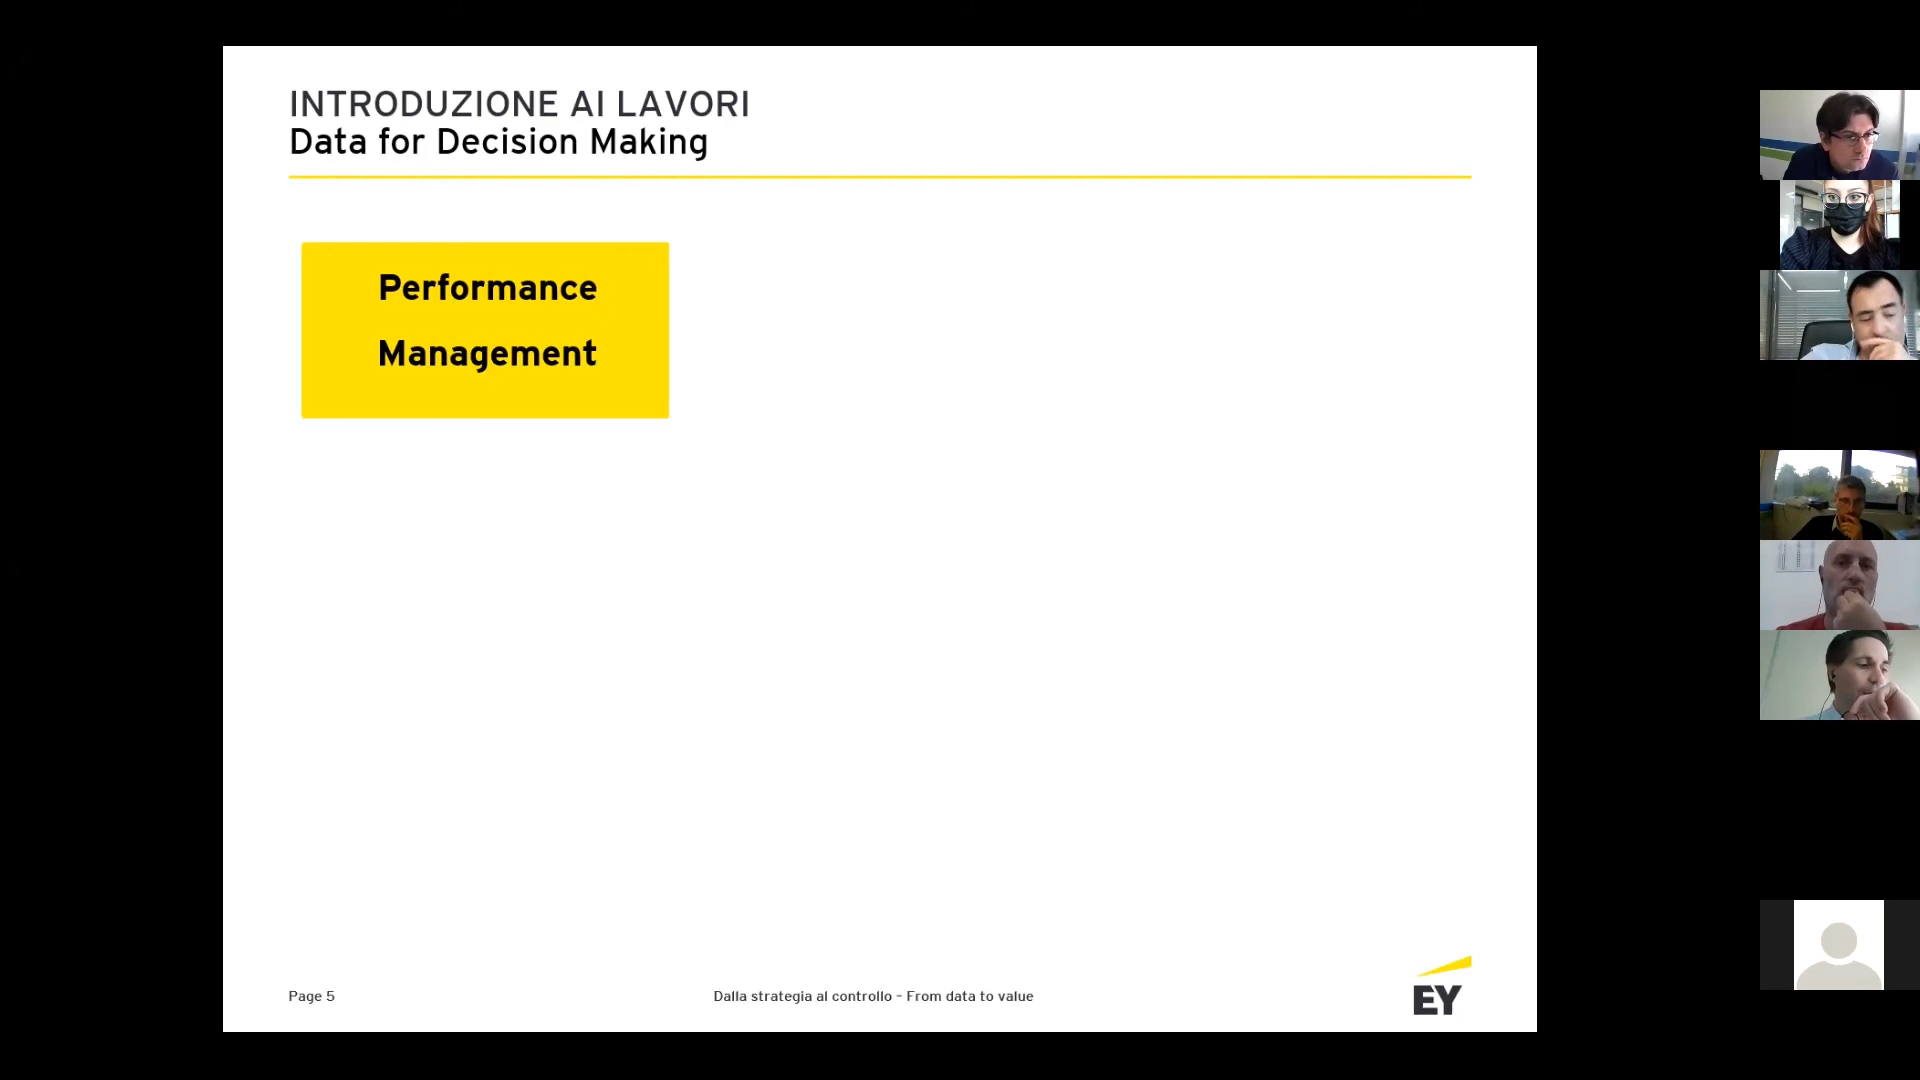 INTRODUZIONE AI LAVORI
Data for Decision Making
Performance
Management
Page 5
Dalla strategia al controllo – From data to value
EY